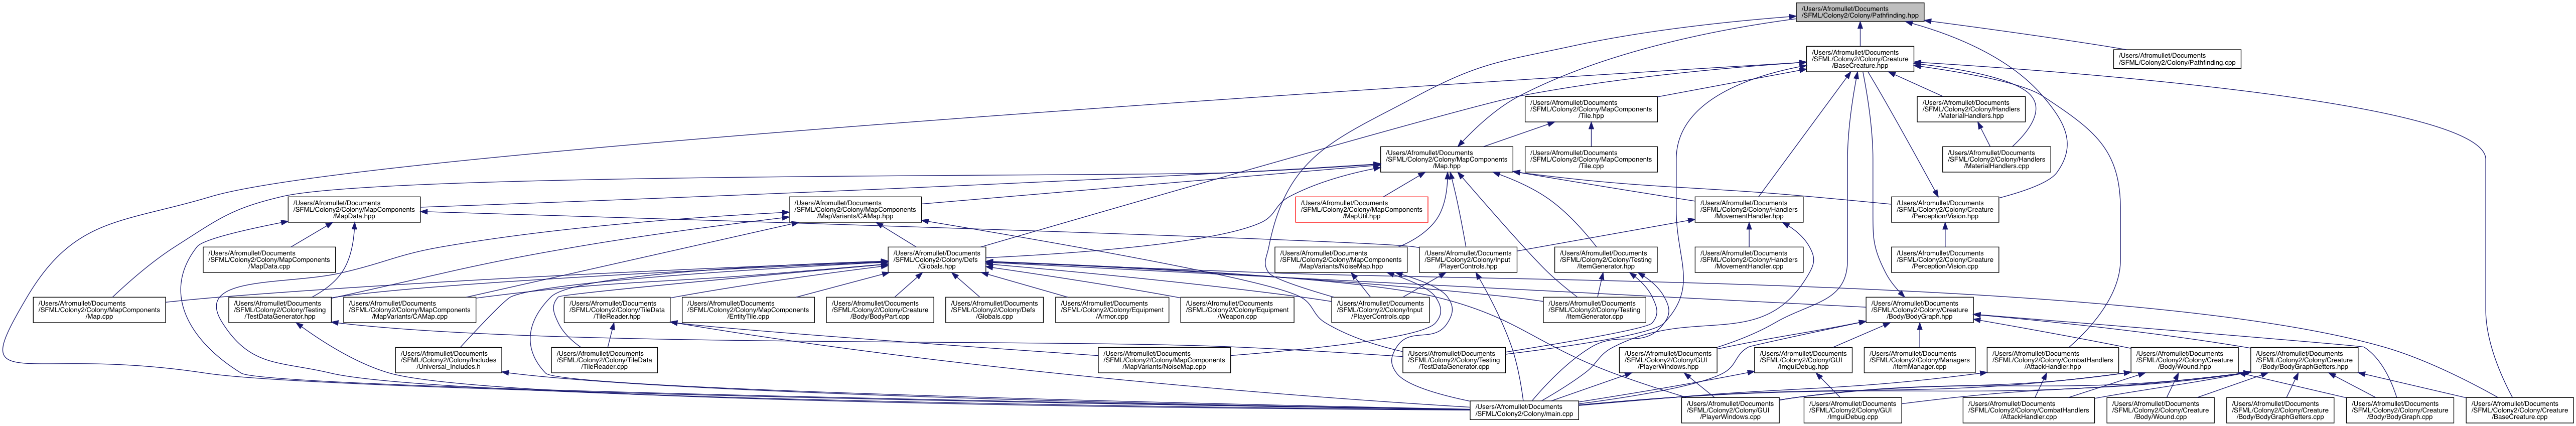 /Users/Afromullet/Documents
/SFML/Colony2/Colony/Pathfinding.hpp
/Users/Afromullet/Documents
/SFML/Colony2/Colony/Creature
/BaseCreature.hpp
/Users/Afromullet/Documents
/SFML/Colony2/Colony/Pathfinding.cpp
/Users/Afromullet/Documents
/SFML/Colony2/Colony/MapComponents
/Tile.hpp
/Users/Afromullet/Documents
/SFML/Colony2/Colony/Handlers
/MaterialHandlers.hpp
/Users/Afromullet/Documents
/SFML/Colony2/Colony/MapComponents
/Map.hpp
/Users/Afromullet/Documents
/SFML/Colony2/Colony/MapComponents
/Tile.cpp
/Users/Afromullet/Documents
/SFML/Colony2/Colony/Handlers
/MaterialHandlers.cpp
/Users/Afromullet/Documents
/SFML/Colony2/Colony/MapComponents
/MapData.hpp
/Users/Afromullet/Documents
/SFML/Colony2/Colony/MapComponents
/MapVariants/CAMap.hpp
/Users/Afromullet/Documents
/SFML/Colony2/Colony/MapComponents
/MapUtil.hpp
/Users/Afromullet/Documents
/SFML/Colony2/Colony/Handlers
/MovementHandler.hpp
/Users/Afromullet/Documents
/SFML/Colony2/Colony/Creature
/Perception/Vision.hpp
/Users/Afromullet/Documents
/SFML/Colony2/Colony/MapComponents
/MapData.cpp
/Users/Afromullet/Documents
/SFML/Colony2/Colony/Defs
/Globals.hpp
/Users/Afromullet/Documents
/SFML/Colony2/Colony/MapComponents
/MapVariants/NoiseMap.hpp
/Users/Afromullet/Documents
/SFML/Colony2/Colony/Input
/PlayerControls.hpp
/Users/Afromullet/Documents
/SFML/Colony2/Colony/Testing
/ItemGenerator.hpp
/Users/Afromullet/Documents
/SFML/Colony2/Colony/Handlers
/MovementHandler.cpp
/Users/Afromullet/Documents
/SFML/Colony2/Colony/Creature
/Perception/Vision.cpp
/Users/Afromullet/Documents
/SFML/Colony2/Colony/MapComponents
/Map.cpp
/Users/Afromullet/Documents
/SFML/Colony2/Colony/Testing
/TestDataGenerator.hpp
/Users/Afromullet/Documents
/SFML/Colony2/Colony/MapComponents
/MapVariants/CAMap.cpp
/Users/Afromullet/Documents
/SFML/Colony2/Colony/TileData
/TileReader.hpp
/Users/Afromullet/Documents
/SFML/Colony2/Colony/MapComponents
/EntityTile.cpp
/Users/Afromullet/Documents
/SFML/Colony2/Colony/Creature
/Body/BodyPart.cpp
/Users/Afromullet/Documents
/SFML/Colony2/Colony/Defs
/Globals.cpp
/Users/Afromullet/Documents
/SFML/Colony2/Colony/Equipment
/Armor.cpp
/Users/Afromullet/Documents
/SFML/Colony2/Colony/Equipment
/Weapon.cpp
/Users/Afromullet/Documents
/SFML/Colony2/Colony/Input
/PlayerControls.cpp
/Users/Afromullet/Documents
/SFML/Colony2/Colony/Testing
/ItemGenerator.cpp
/Users/Afromullet/Documents
/SFML/Colony2/Colony/Creature
/Body/BodyGraph.hpp
/Users/Afromullet/Documents
/SFML/Colony2/Colony/Includes
/Universal_Includes.h
/Users/Afromullet/Documents
/SFML/Colony2/Colony/TileData
/TileReader.cpp
/Users/Afromullet/Documents
/SFML/Colony2/Colony/MapComponents
/MapVariants/NoiseMap.cpp
/Users/Afromullet/Documents
/SFML/Colony2/Colony/Testing
/TestDataGenerator.cpp
/Users/Afromullet/Documents
/SFML/Colony2/Colony/GUI
/PlayerWindows.hpp
/Users/Afromullet/Documents
/SFML/Colony2/Colony/GUI
/ImguiDebug.hpp
/Users/Afromullet/Documents
/SFML/Colony2/Colony/Managers
/ItemManager.cpp
/Users/Afromullet/Documents
/SFML/Colony2/Colony/CombatHandlers
/AttackHandler.hpp
/Users/Afromullet/Documents
/SFML/Colony2/Colony/Creature
/Body/Wound.hpp
/Users/Afromullet/Documents
/SFML/Colony2/Colony/Creature
/Body/BodyGraphGetters.hpp
/Users/Afromullet/Documents
/SFML/Colony2/Colony/main.cpp
/Users/Afromullet/Documents
/SFML/Colony2/Colony/GUI
/PlayerWindows.cpp
/Users/Afromullet/Documents
/SFML/Colony2/Colony/GUI
/ImguiDebug.cpp
/Users/Afromullet/Documents
/SFML/Colony2/Colony/CombatHandlers
/AttackHandler.cpp
/Users/Afromullet/Documents
/SFML/Colony2/Colony/Creature
/Body/Wound.cpp
/Users/Afromullet/Documents
/SFML/Colony2/Colony/Creature
/Body/BodyGraphGetters.cpp
/Users/Afromullet/Documents
/SFML/Colony2/Colony/Creature
/Body/BodyGraph.cpp
/Users/Afromullet/Documents
/SFML/Colony2/Colony/Creature
/BaseCreature.cpp